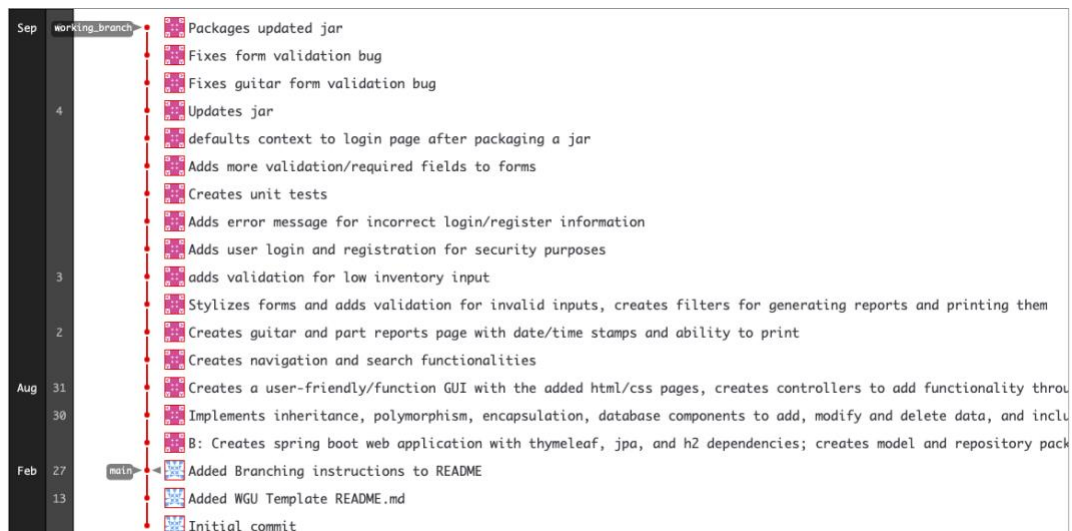 Sep working_branch Packages updated jar
Fixes form validation bug
Fixes guitar form validation bug
4 Updates jar
defaults context to login page after packaging a jar
Adds more validation/required fields to forms
Creates unit tests
Adds error message for incorrect login/register information
Adds user login and registration for security purposes
3 adds validation for low inventory input
Stylizes forms and adds validation for invalid inputs, creates filters for generating reports and printing them
2 Creates guitar and part reports page with date/time stamps and ability to print
Creates navigation and search functionalities
Aug 31 Creates a user-friendly/function GUI with the added html/css pages, creates controllers to add functionality throu
30 Implements inheritance, polymorphism, encapsulation, database components to add, modify and delete data, and inclu
B: Creates spring boot web application with thymeleaf, jpa, and h2 dependencies; creates model and repository pack
Feb 27 main Added Branching instructions to README
13 Added WGU Template README.md
Initial commit